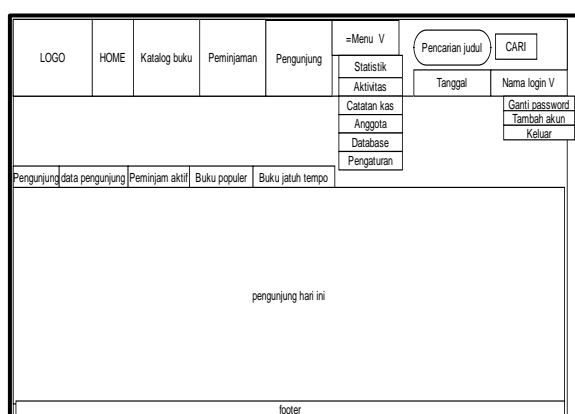 LOGO
HOME
Katalog buku
Peminjaman
Pengunjung
=Menu V
Pencarian judul
CARI
Statistik
Aktivitas
Catatan kas
Anggota
Database
Pengaturan
Tanggal
Nama login V
Ganti password
Tambah akun
Keluar
Pengunjung
data pengunjung
Peminjam aktif
Buku populer
Buku jatuh tempo
pengunjung hari ini
footer